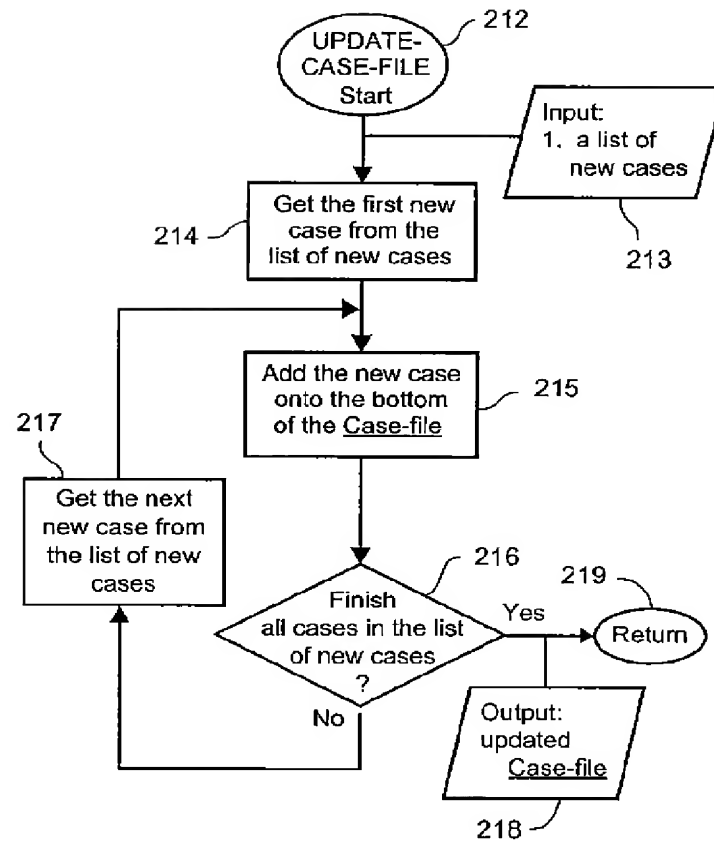 212
UPDATE-
CASE-FILE
Start
Input:
1. a list of
new cases
213
Get the first new
case from the
list of new cases
214
Add the new case
onto the bottom
of the Case-file
215
217
Get the next
new case from
the list of new
cases
216
Finish
all cases in the list
of new cases
?
Yes
No
219
Return
Output:
updated
Case-file
218